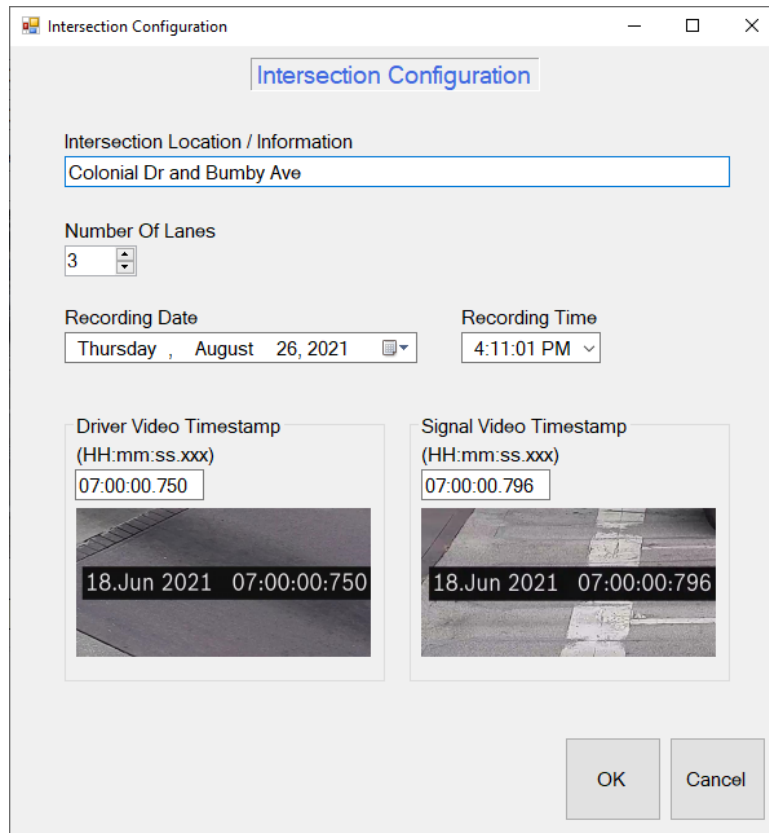 Intersection Configuration
Intersection Configuration
Intersection Location / Information
Colonial Dr and Bumby Ave
Number Of Lanes
3
Recording Date
Recording Time
Thursday , August 26, 2021
4:11:01 PM
Driver Video Timestamp
(HH:mm:ss.xxx)
07:00:00.750
18.Jun 2021 07:00:00:750
Signal Video Timestamp
(HH:mm:ss.xxx)
07:00:00.796
18.Jun 2021 07:00:00:796
OK
Cancel